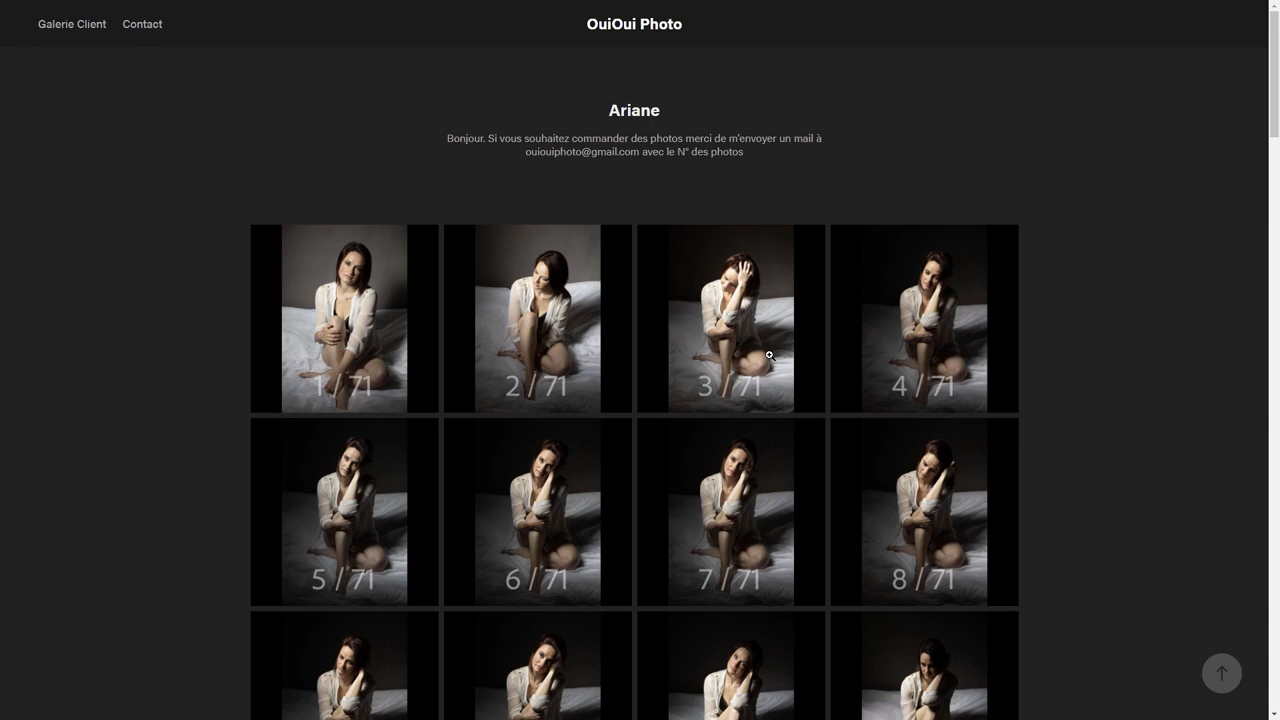 Galerie Client
Contact
OuiOui Photo
Ariane
Bonjour. Si vous souhaitez commander des photos merci de m'envoyer un mail à
ouiouiphoto@gmail.com avec le N° des photos
1 / 71
2 / 71
3 / 71
4 / 71
5 / 71
6 / 71
7 / 71
8 / 71